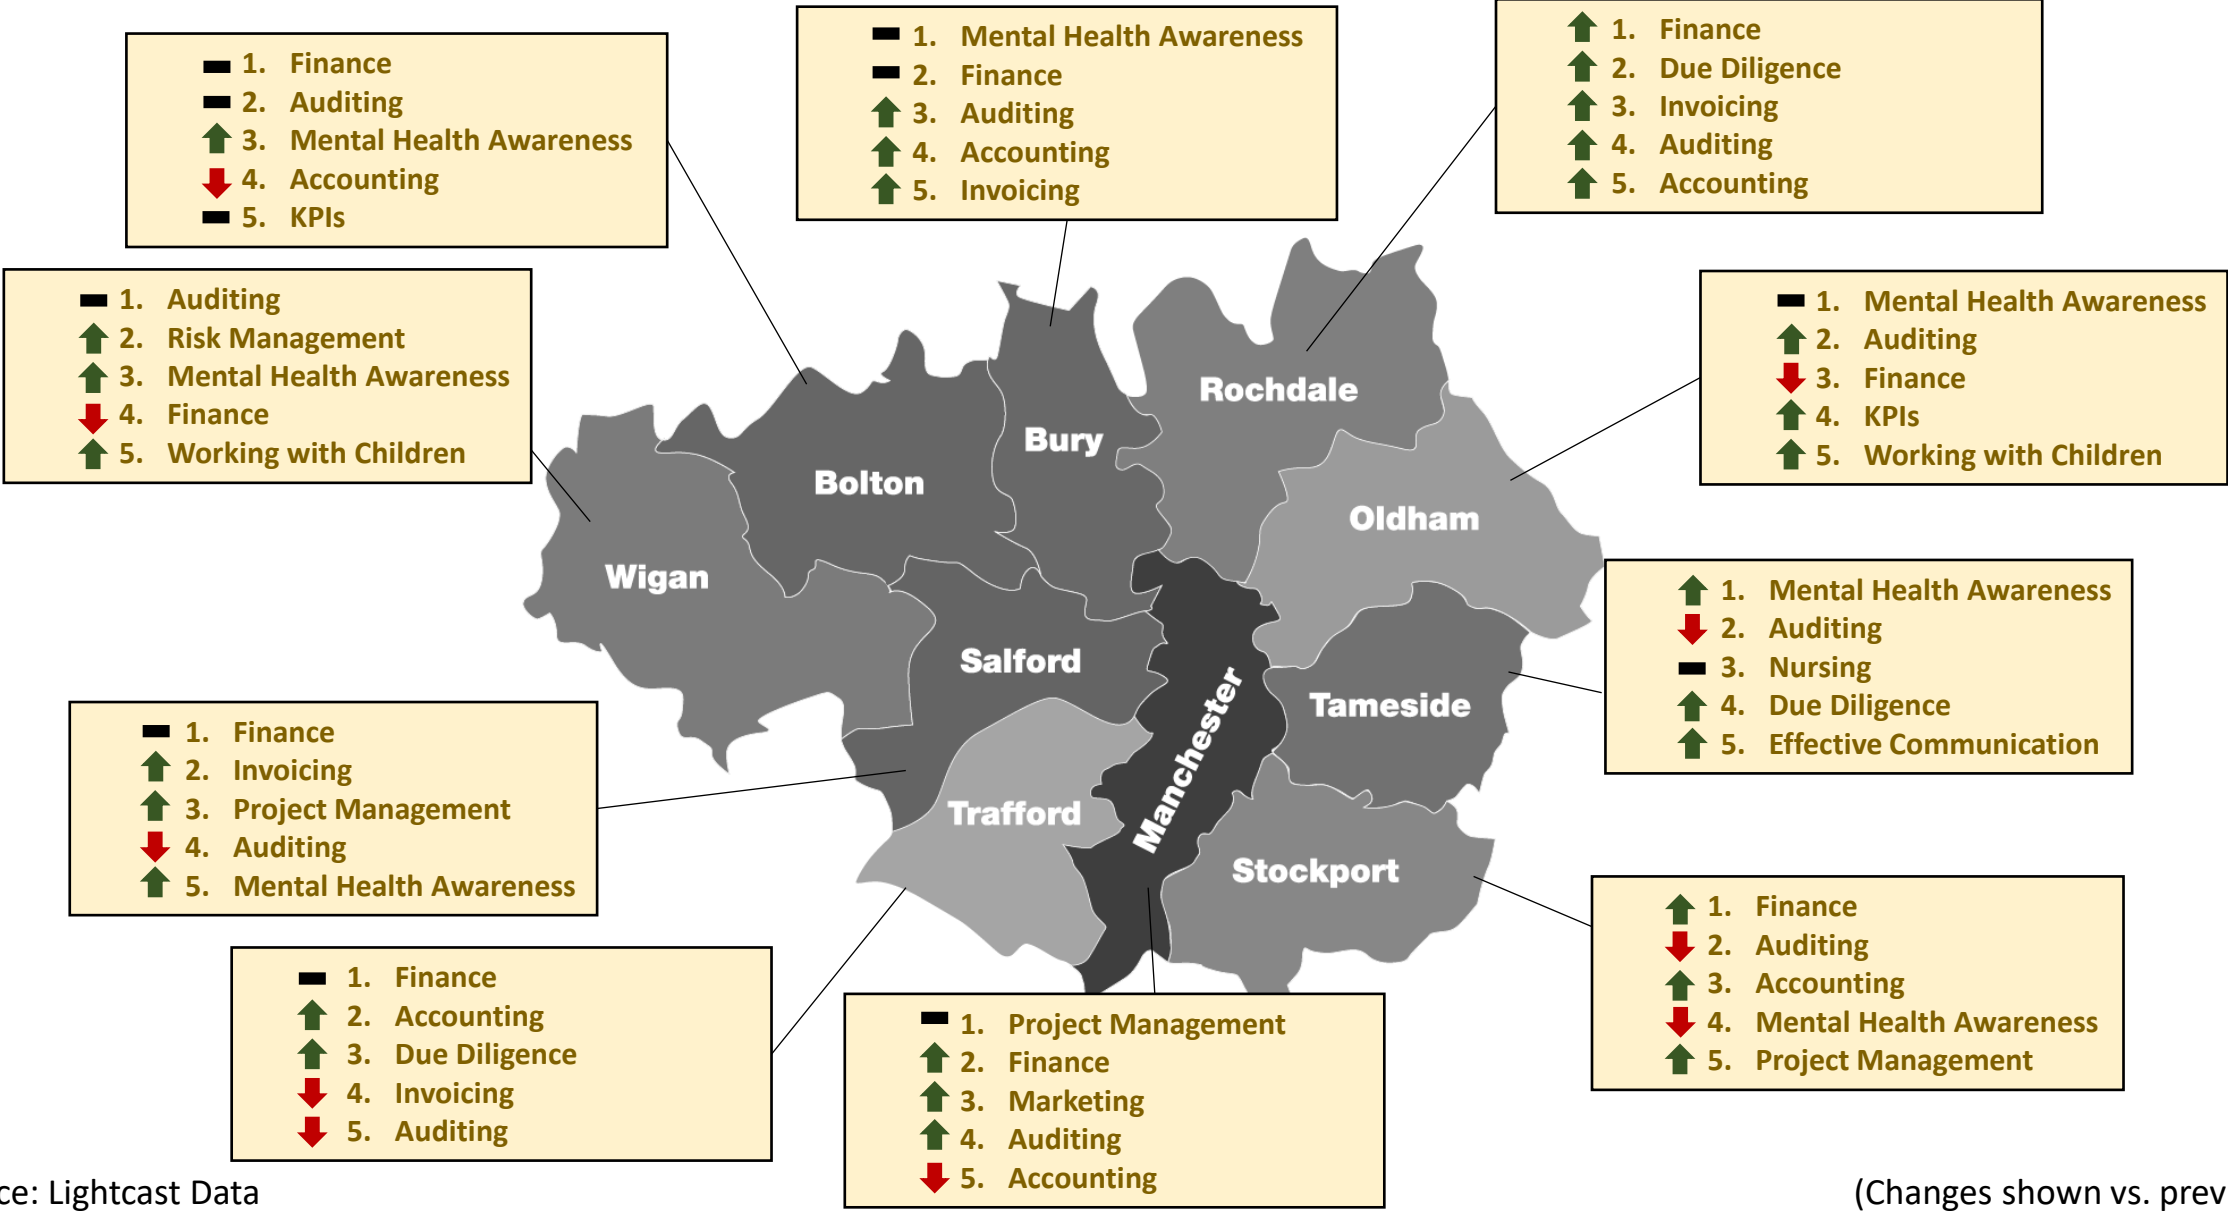 1. Finance
2. Auditing
3. Mental Health Awareness
4. Accounting
5. KPIs
1. Mental Health Awareness
2. Finance
3. Auditing
4. Accounting
5. Invoicing
1. Finance
2. Due Diligence
3. Invoicing
4. Auditing
5. Accounting
1. Auditing
2. Risk Management
3. Mental Health Awareness
4. Finance
5. Working with Children
1. Mental Health Awareness
2. Auditing
3. Finance
4. KPIs
5. Working with Children
Rochdale
Bury
Bolton
Oldham
Wigan
Salford
Tameside
Manchester
Trafford
Stockport
1. Mental Health Awareness
2. Auditing
3. Nursing
4. Due Diligence
5. Effective Communication
1. Finance
2. Invoicing
3. Project Management
4. Auditing
5. Mental Health Awareness
1. Finance
2. Auditing
3. Accounting
4. Mental Health Awareness
5. Project Management
1. Finance
2. Accounting
3. Due Diligence
4. Invoicing
5. Auditing
1. Project Management
2. Finance
3. Marketing
4. Auditing
5. Accounting
ce: Lightcast Data
(Changes shown vs. prev